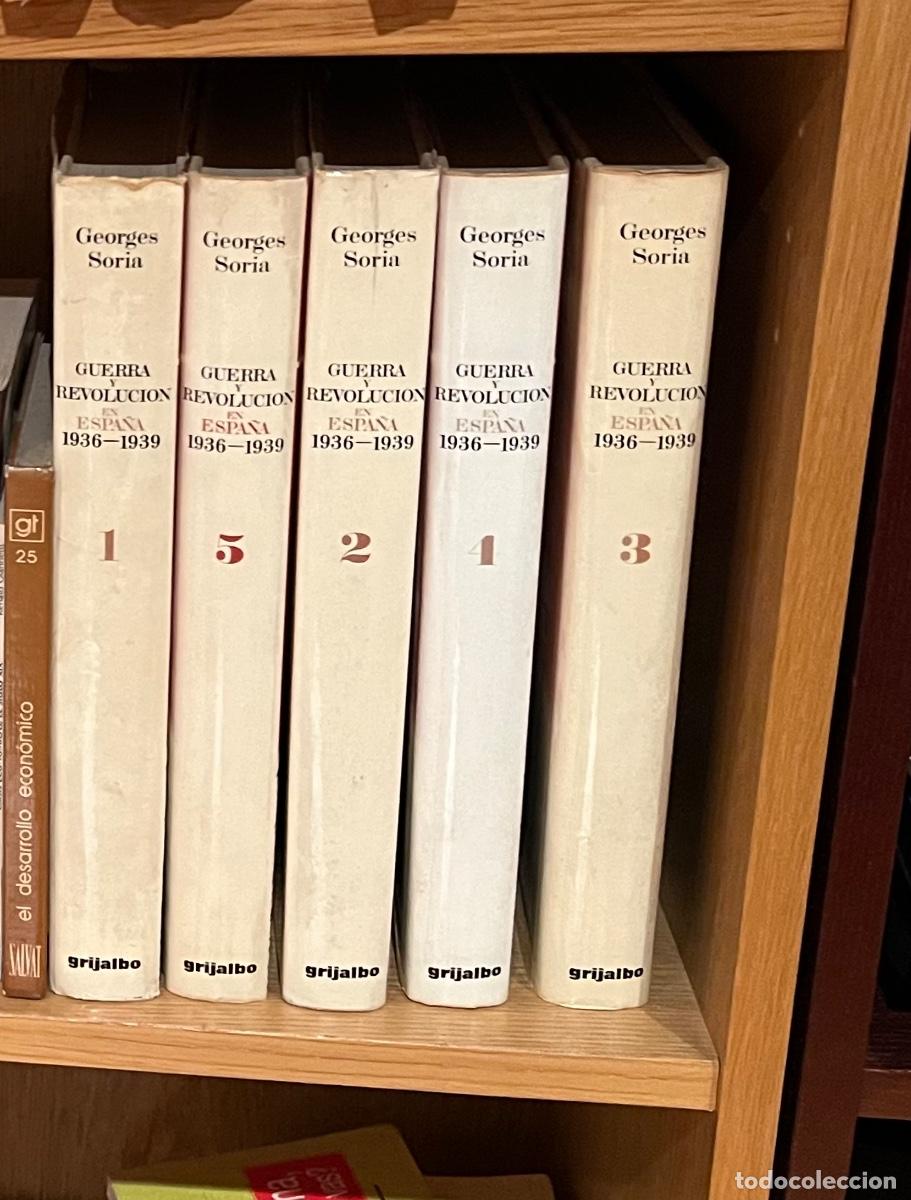 gt
25
el desarrollo económico
SALVAT
Georges
Soria
GUERRA
Y
REVOLUCION
EN
ESPAÑA
1936—1939
1
grijalbo
Georges
Soria
GUERRA
Y
REVOLUCION
EN
ESPAÑA
1936—1939
5
grijalbo
Georges
Soria
GUERRA
Y
REVOLUCION
EN
ESPAÑA
1936—1939
2
grijalbo
Georges
Soria
GUERRA
Y
REVOLUCION
EN
ESPAÑA
1936—1939
4
grijalbo
Georges
Soria
GUERRA
Y
REVOLUCION
EN
ESPAÑA
1936—1939
3
grijalbo
todocoleccion